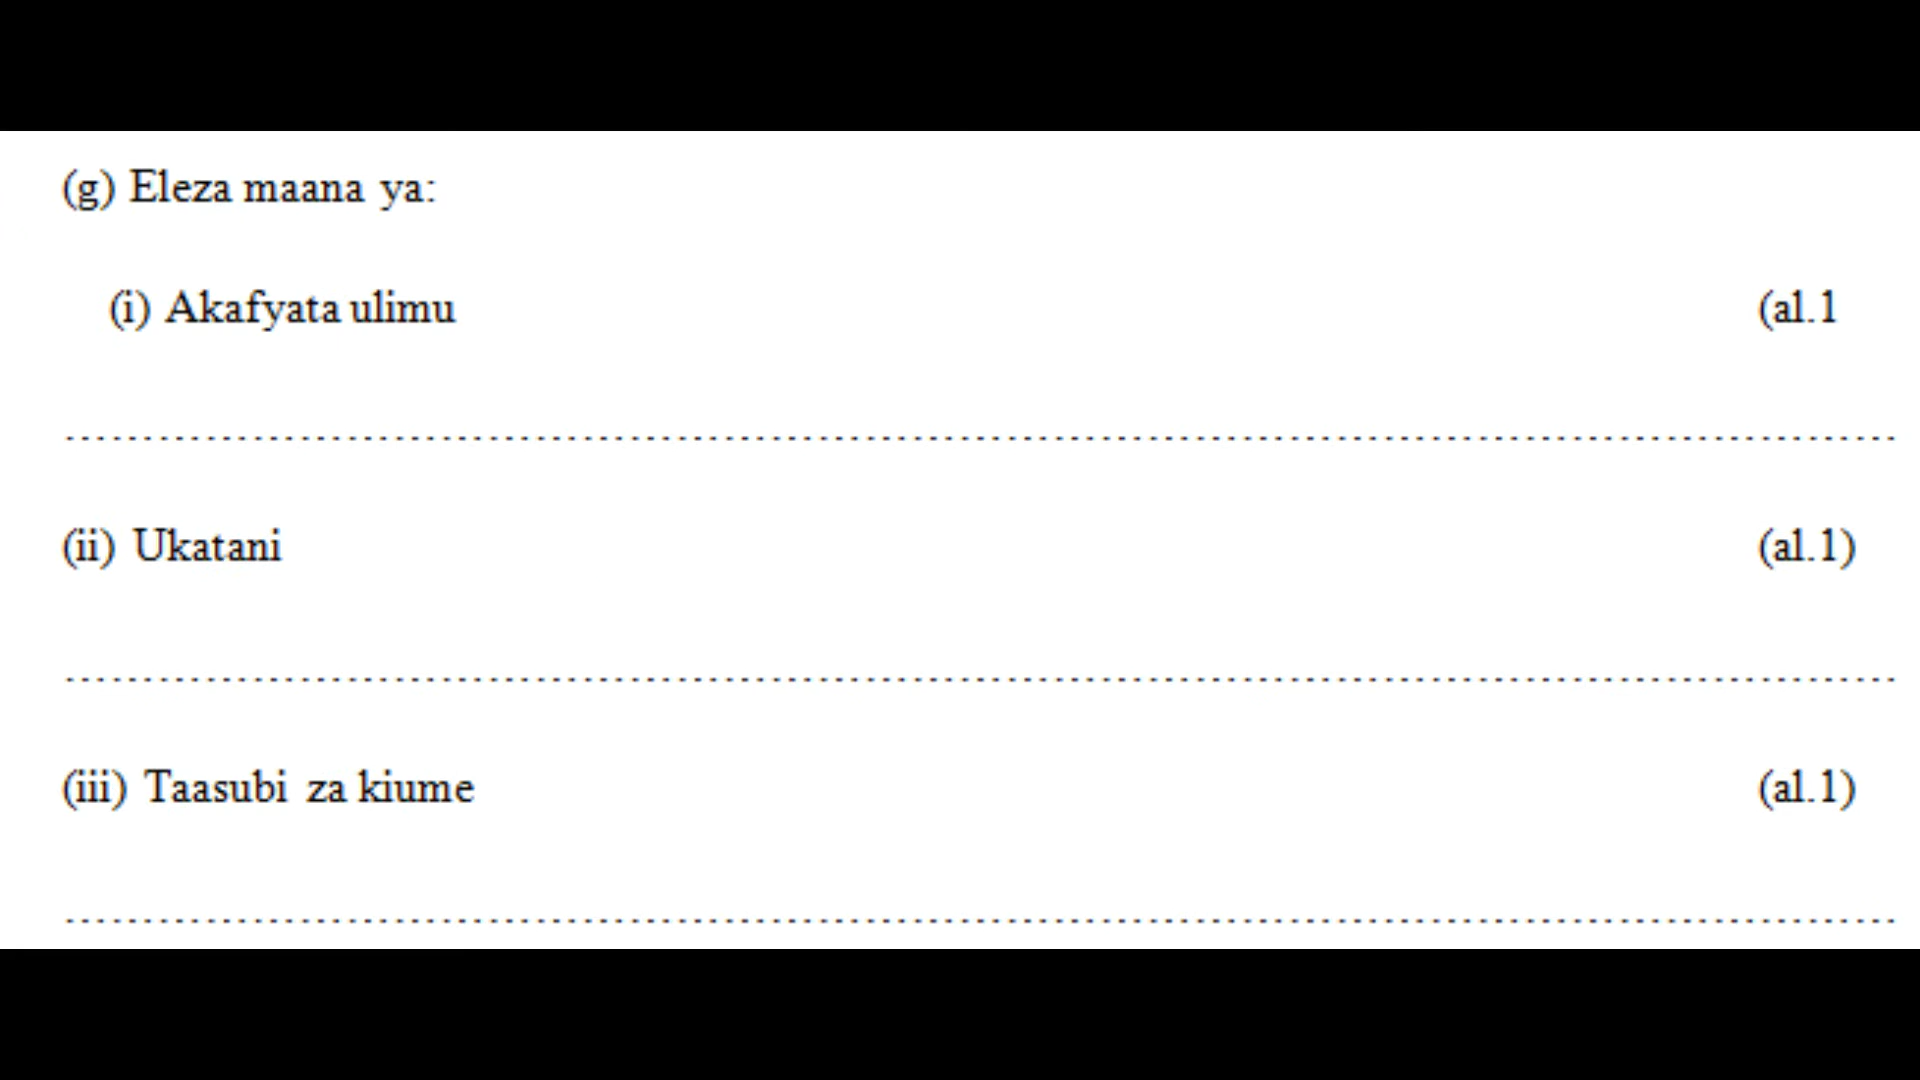 (g) Eleza maana ya:
(i) Akafyata ulimu (al.1
(ii) Ukatani (al.1)
(iii) Taasubi za kiume (al.1)